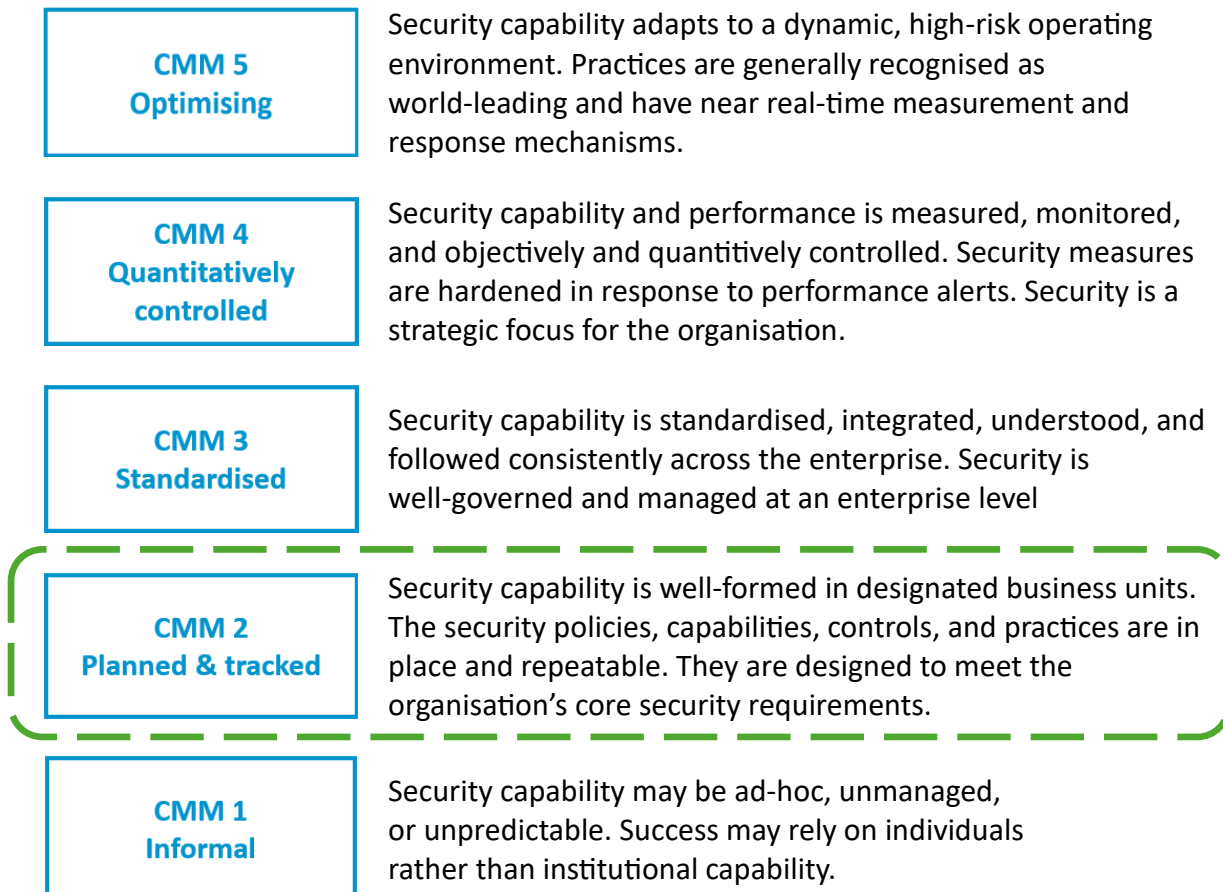 CMM 5
Optimising
Security capability adapts to a dynamic, high-risk operating
environment. Practices are generally recognised as
world-leading and have near real-time measurement and
response mechanisms.
CMM 4
Quantitatively
controlled
Security capability and performance is measured, monitored,
and objectively and quantitively controlled. Security measures
are hardened in response to performance alerts. Security is a
strategic focus for the organisation.
CMM 3
Standardised
Security capability is standardised, integrated, understood, and
followed consistently across the enterprise. Security is
well-governed and managed at an enterprise level
CMM 2
Planned & tracked
Security capability is well-formed in designated business units.
The security policies, capabilities, controls, and practices are in
place and repeatable. They are designed to meet the
organisation’s core security requirements.
CMM 1
Informal
Security capability may be ad-hoc, unmanaged,
or unpredictable. Success may rely on individuals
rather than institutional capability.